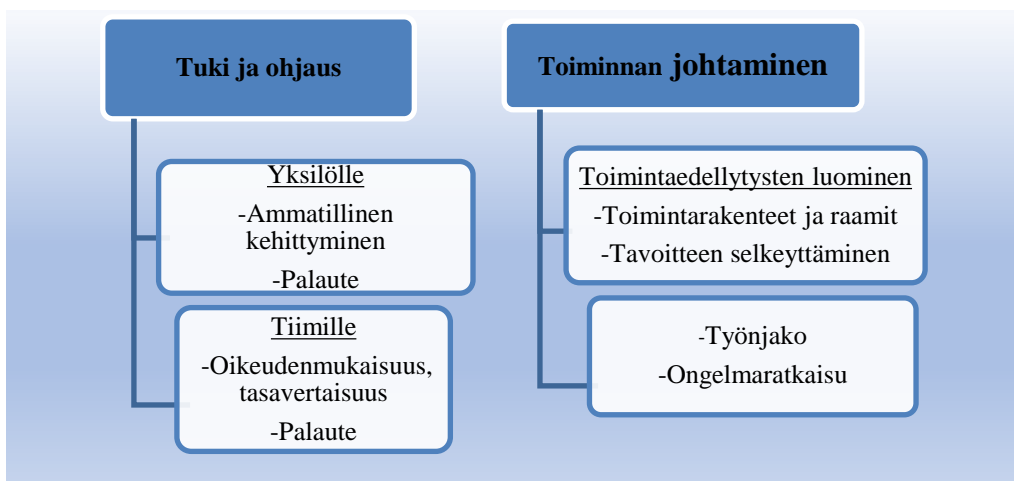 Tuki ja ohjaus
Yksilölle
-Ammatillinen
kehittyminen
-Palaute
Tiimille
-Oikeudenmukaisuus,
tasavertaisuus
-Palaute
Toiminnan johtaminen
Toimintaedellytysten luominen
-Toimintarakenteet ja raamit
-Tavoitteen selkeyttäminen
-Työnjako
-Ongelmaratkaisu